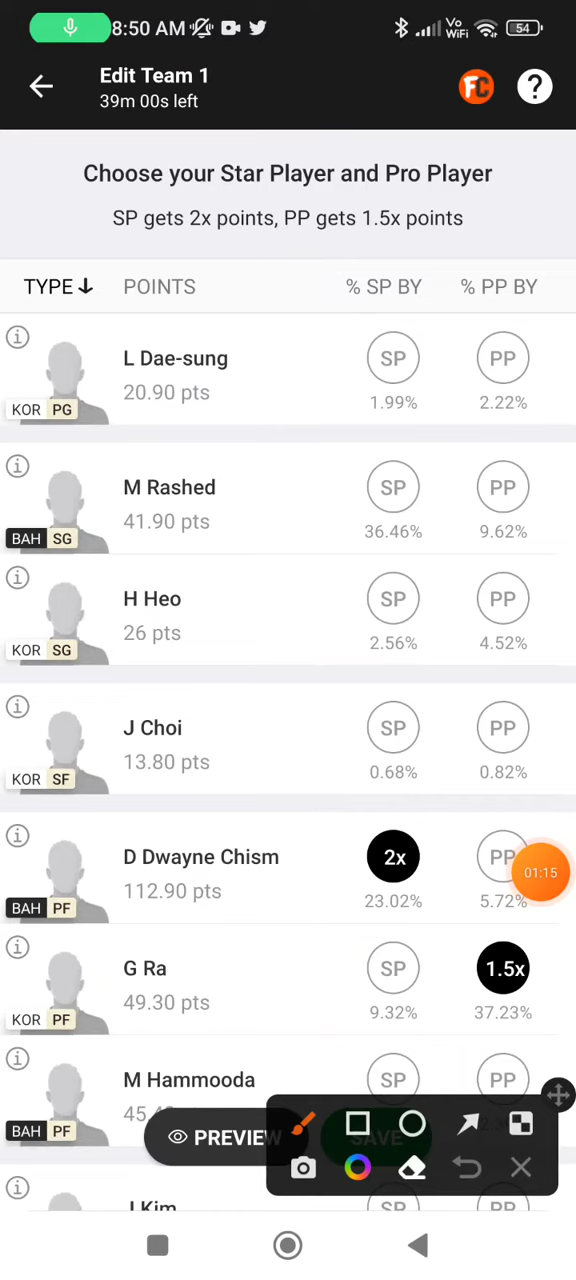 8:50 AM
Vo
WiFi
54
Edit Team 1
39m 00s left
FC
?
Choose your Star Player and Pro Player
SP gets 2x points, PP gets 1.5x points
TYPE POINTS % SP BY % PP BY
L Dae-sung SP PP
20.90 pts
KOR PG 1.99% 2.22%
M Rashed SP PP
41.90 pts
BAH SG 36.46% 9.62%
H Heo SP PP
26 pts
KOR SG 2.56% 4.52%
J Choi SP PP
13.80 pts
KOR SF 0.68% 0.82%
D Dwayne Chism 2x PP
01:15
112.90 pts
BAH PF 23.02% 5.72%
G Ra SP 1.5x
49.30 pts
KOR PF 9.32% 37.23%
M Hammooda SP PP
BAH PF
PREVIEW SAVE
J Kim SP PP